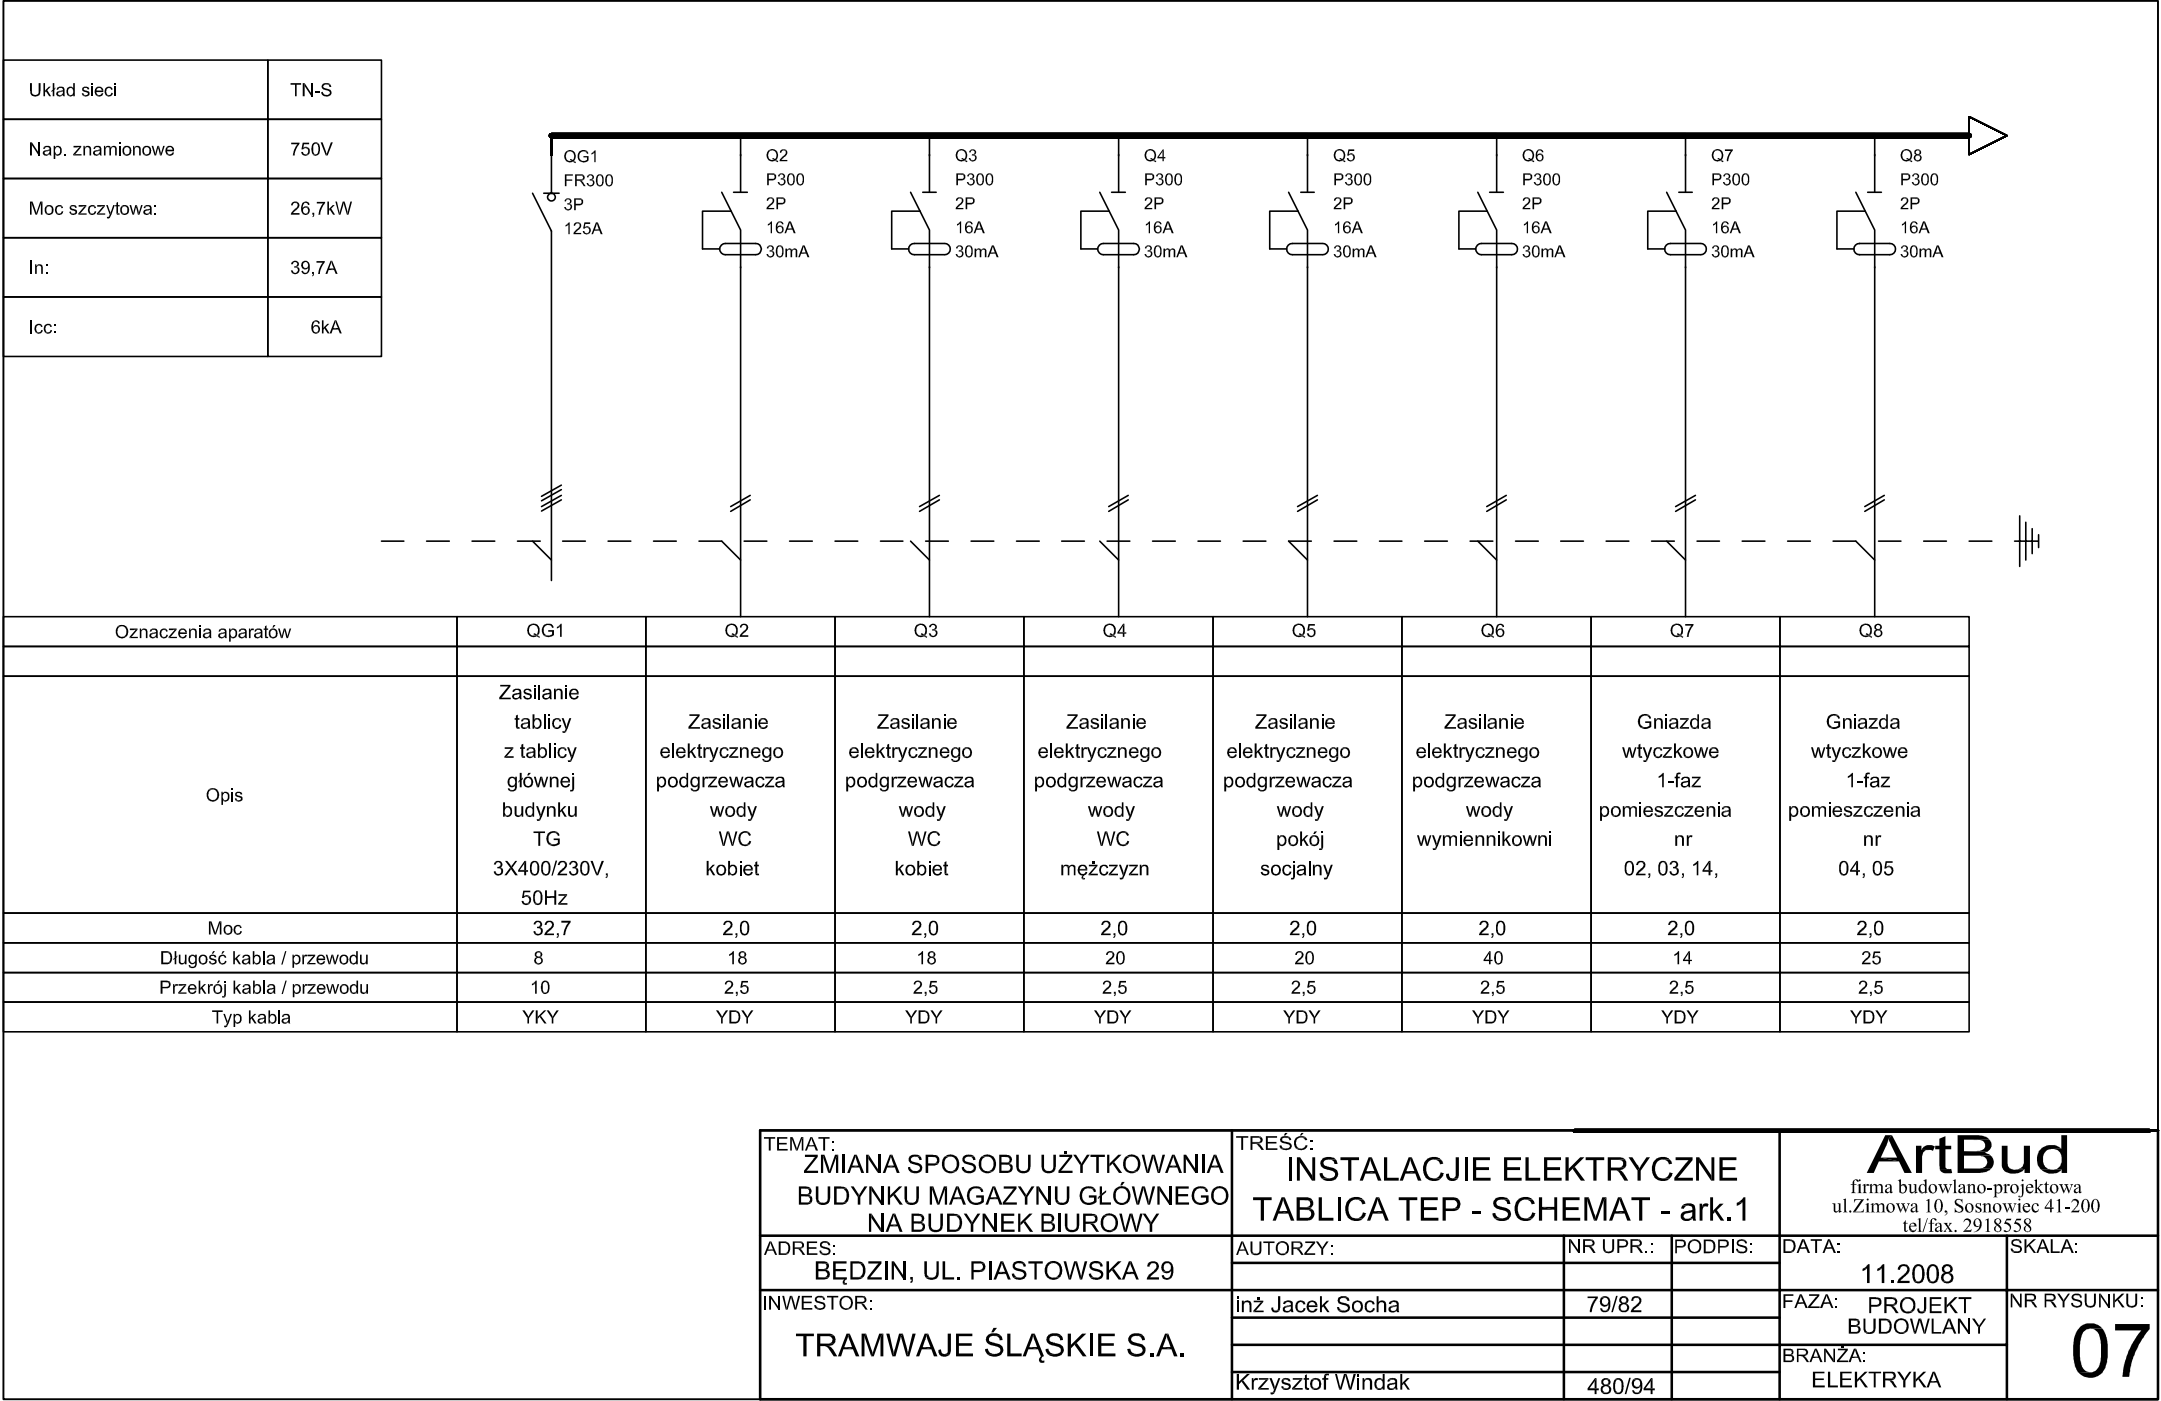 Układ sieci TN-S
Nap. znamionowe 750V
Moc szczytowa: 26,7kW
In: 39,7A
Icc: 6kA
QG1 Q2 Q3 Q4 Q5 Q6 Q7 Q8
FR300 P300 P300 P300 P300 P300 P300 P300
3P 2P 2P 2P 2P 2P 2P 2P
125A 16A 16A 16A 16A 16A 16A 16A
30mA 30mA 30mA 30mA 30mA 30mA 30mA
Oznaczenia aparatów QG1 Q2 Q3 Q4 Q5 Q6 Q7 Q8
Opis
Zasilanie
tablicy
z tablicy
głównej
budynku
TG
3X400/230V,
50Hz
Zasilanie
elektrycznego
podgrzewacza
wody
WC
kobiet
Zasilanie
elektrycznego
podgrzewacza
wody
WC
kobiet
Zasilanie
elektrycznego
podgrzewacza
wody
WC
mężczyzn
Zasilanie
elektrycznego
podgrzewacza
wody
pokój
socjalny
Zasilanie
elektrycznego
podgrzewacza
wody
wymiennikowni
Gniazda
wtyczkowe
1-faz
pomieszczenia
nr
02, 03, 14,
Gniazda
wtyczkowe
1-faz
pomieszczenia
nr
04, 05
Moc 32,7 2,0 2,0 2,0 2,0 2,0 2,0 2,0
Długość kabla / przewodu 8 18 18 20 20 40 14 25
Przekrój kabla / przewodu 10 2,5 2,5 2,5 2,5 2,5 2,5 2,5
Typ kabla YKY YDY YDY YDY YDY YDY YDY YDY
TEMAT:
ZMIANA SPOSOBU UŻYTKOWANIA
BUDYNKU MAGAZYNU GŁÓWNEGO
NA BUDYNEK BIUROWY
TREŚĆ:
INSTALACJIE ELEKTRYCZNE
TABLICA TEP - SCHEMAT - ark.1
ArtBud
firma budowlano-projektowa
ul.Zimowa 10, Sosnowiec 41-200
tel/fax. 2918558
ADRES:
BĘDZIN, UL. PIASTOWSKA 29
INWESTOR:
TRAMWAJE ŚLĄSKIE S.A.
AUTORZY: NR UPR.: PODPIS:
inż Jacek Socha 79/82
Krzysztof Windak 480/94
DATA:
11.2008
SKALA:
FAZA: PROJEKT
BUDOWLANY
BRANŻA:
ELEKTRYKA
NR RYSUNKU:
07